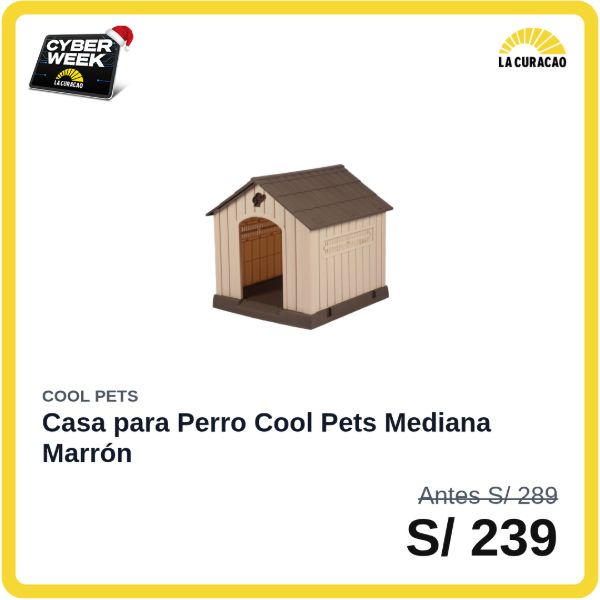 CYBER
WEEK
LA CURACAO
LA CURACAO
COOL PETS
Casa para Perro Cool Pets Mediana
Marrón
Antes S/ 289
S/ 239